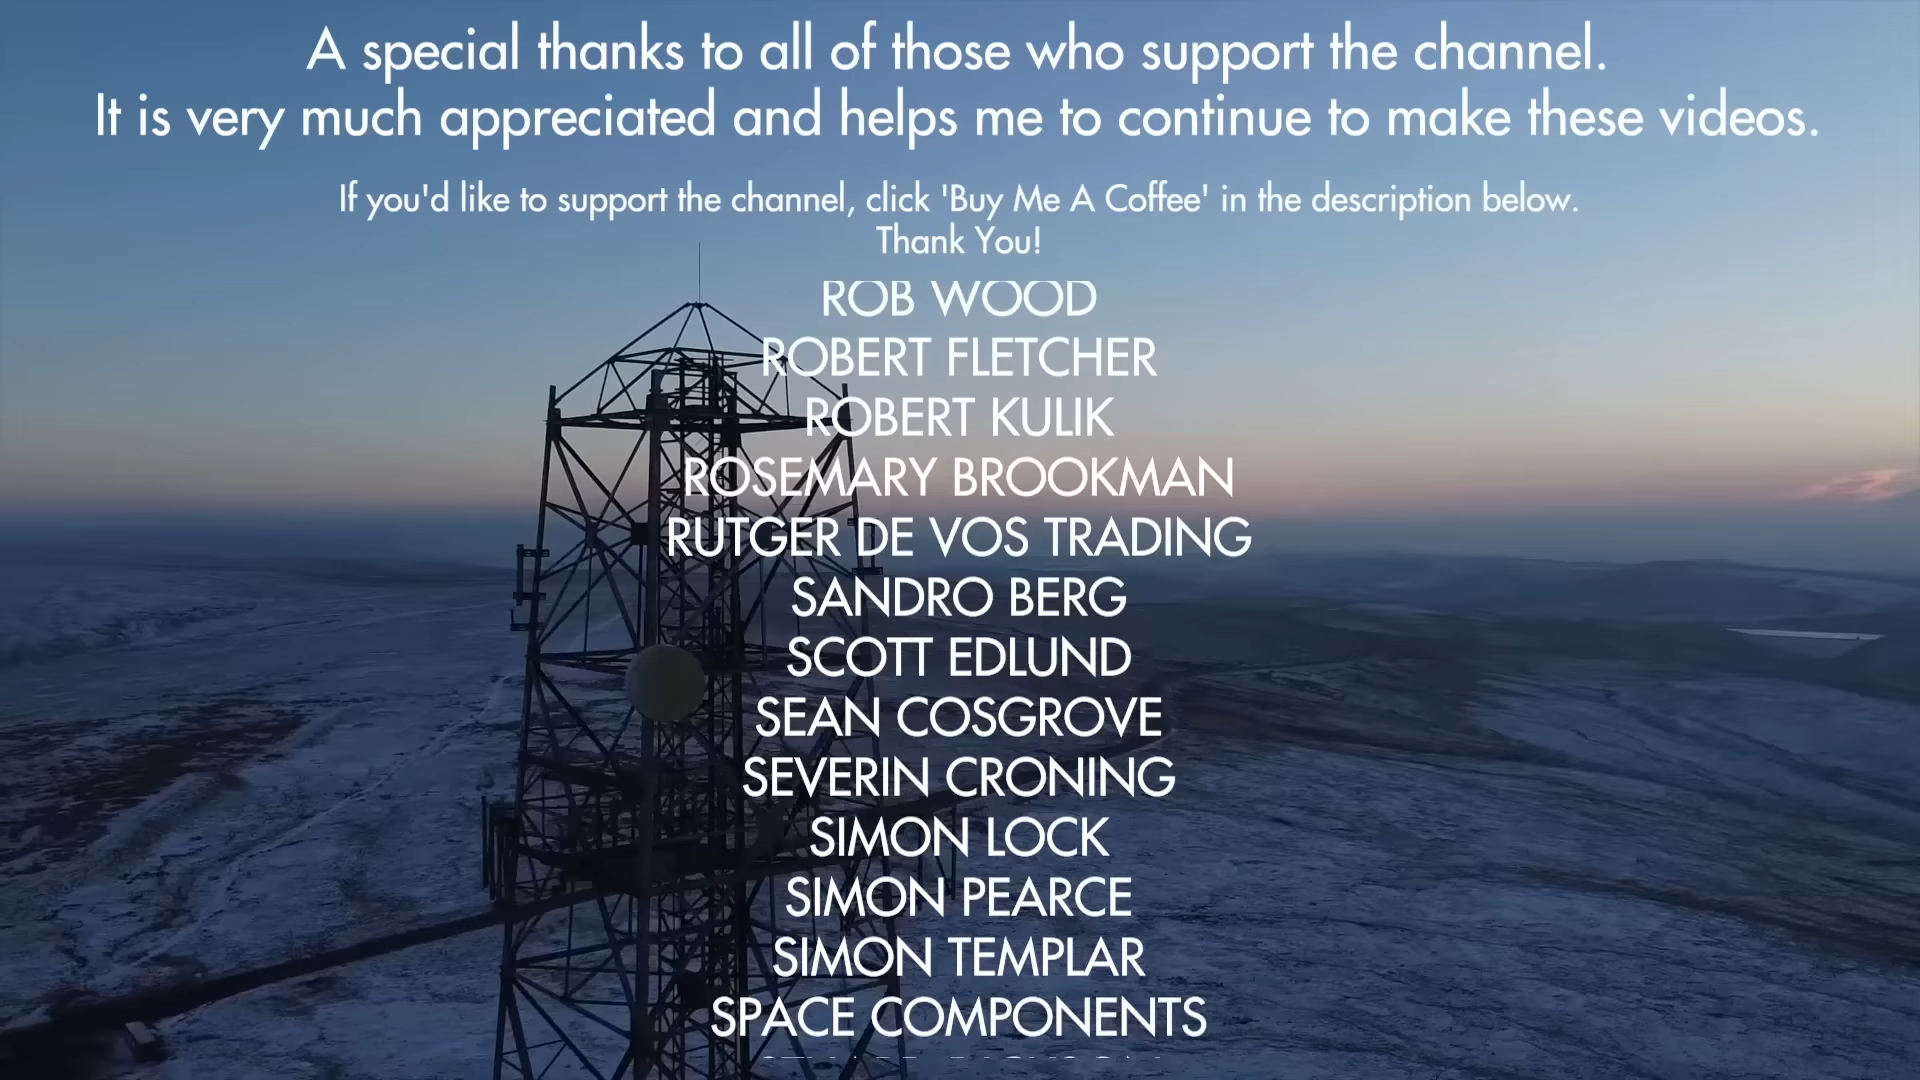 A special thanks to all of those who support the channel.
It is very much appreciated and helps me to continue to make these videos.
If you'd like to support the channel, click 'Buy Me A Coffee' in the description below.
Thank You!
ROB WOOD
ROBERT FLETCHER
ROBERT KULIK
ROSEMARY BROOKMAN
RUTGER DE VOS TRADING
SANDRO BERG
SCOTT EDLUND
SEAN COSGROVE
SEVERIN CRONING
SIMON LOCK
SIMON PEARCE
SIMON TEMPLAR
SPACE COMPONENTS